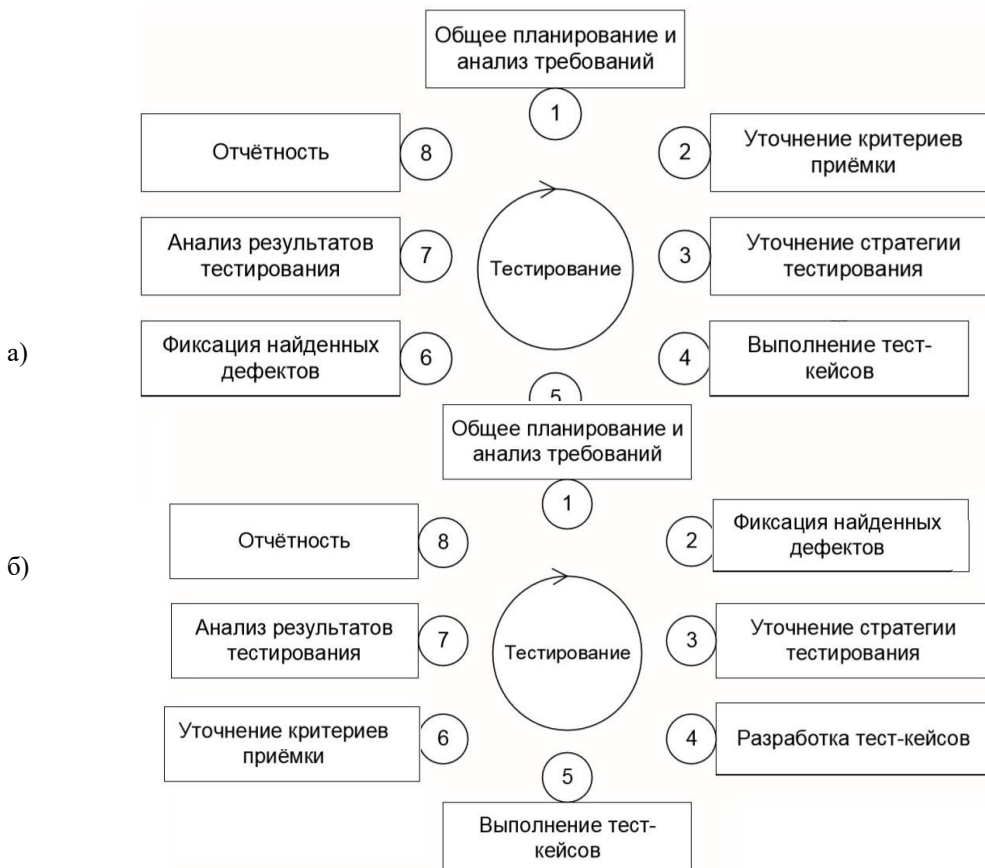 а)
Общее планирование и
анализ требований
1
2
Уточнение критериев
приёмки
3
Уточнение стратегии
тестирования
4
Выполнение тест-
кейсов
5
6
Фиксация найденных
дефектов
7
Анализ результатов
тестирования
8
Отчётность
Тестирование
б)
Общее планирование и
анализ требований
1
2
Фиксация найденных
дефектов
3
Уточнение стратегии
тестирования
4
Разработка тест-кейсов
5
Выполнение тест-
кейсов
6
Уточнение критериев
приёмки
7
Анализ результатов
тестирования
8
Отчётность
Тестирование